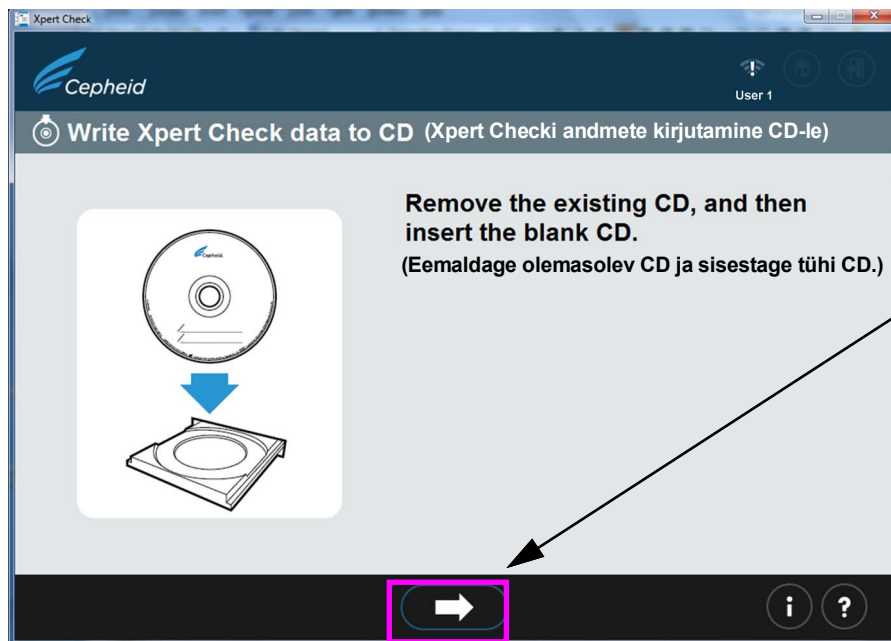 Xpert Check
Cepheid
User 1
Write Xpert Check data to CD (Xpert Checki andmete kirjutamine CD-le)
Remove the existing CD, and then
insert the blank CD.
(Eemaldage olemasolev CD ja sisestage tühi CD.)
Cepheid
i ?